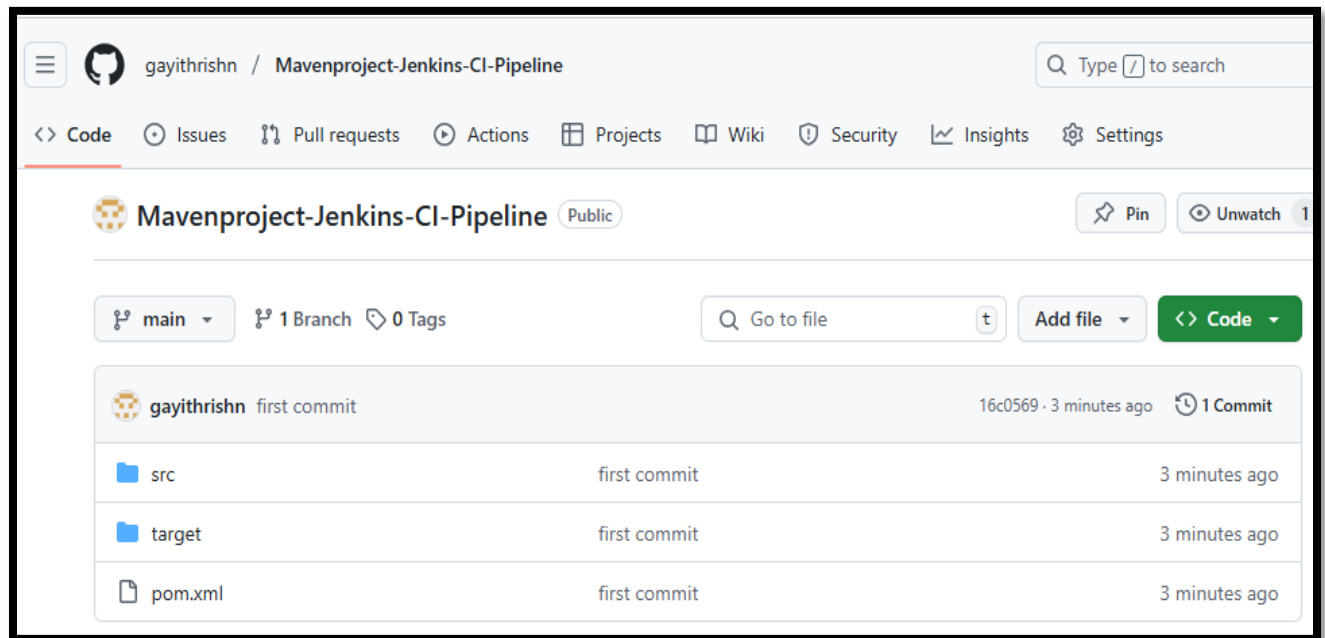 gayithrishn / Mavenproject-Jenkins-CI-Pipeline Type / to search
<> Code Issues Pull requests Actions Projects Wiki Security Insights Settings
Mavenproject-Jenkins-CI-Pipeline Public Pin Unwatch 1
main 1 Branch 0 Tags Go to file t Add file <> Code
gayithrishn first commit 16c0569 · 3 minutes ago 1 Commit
src first commit 3 minutes ago
target first commit 3 minutes ago
pom.xml first commit 3 minutes ago